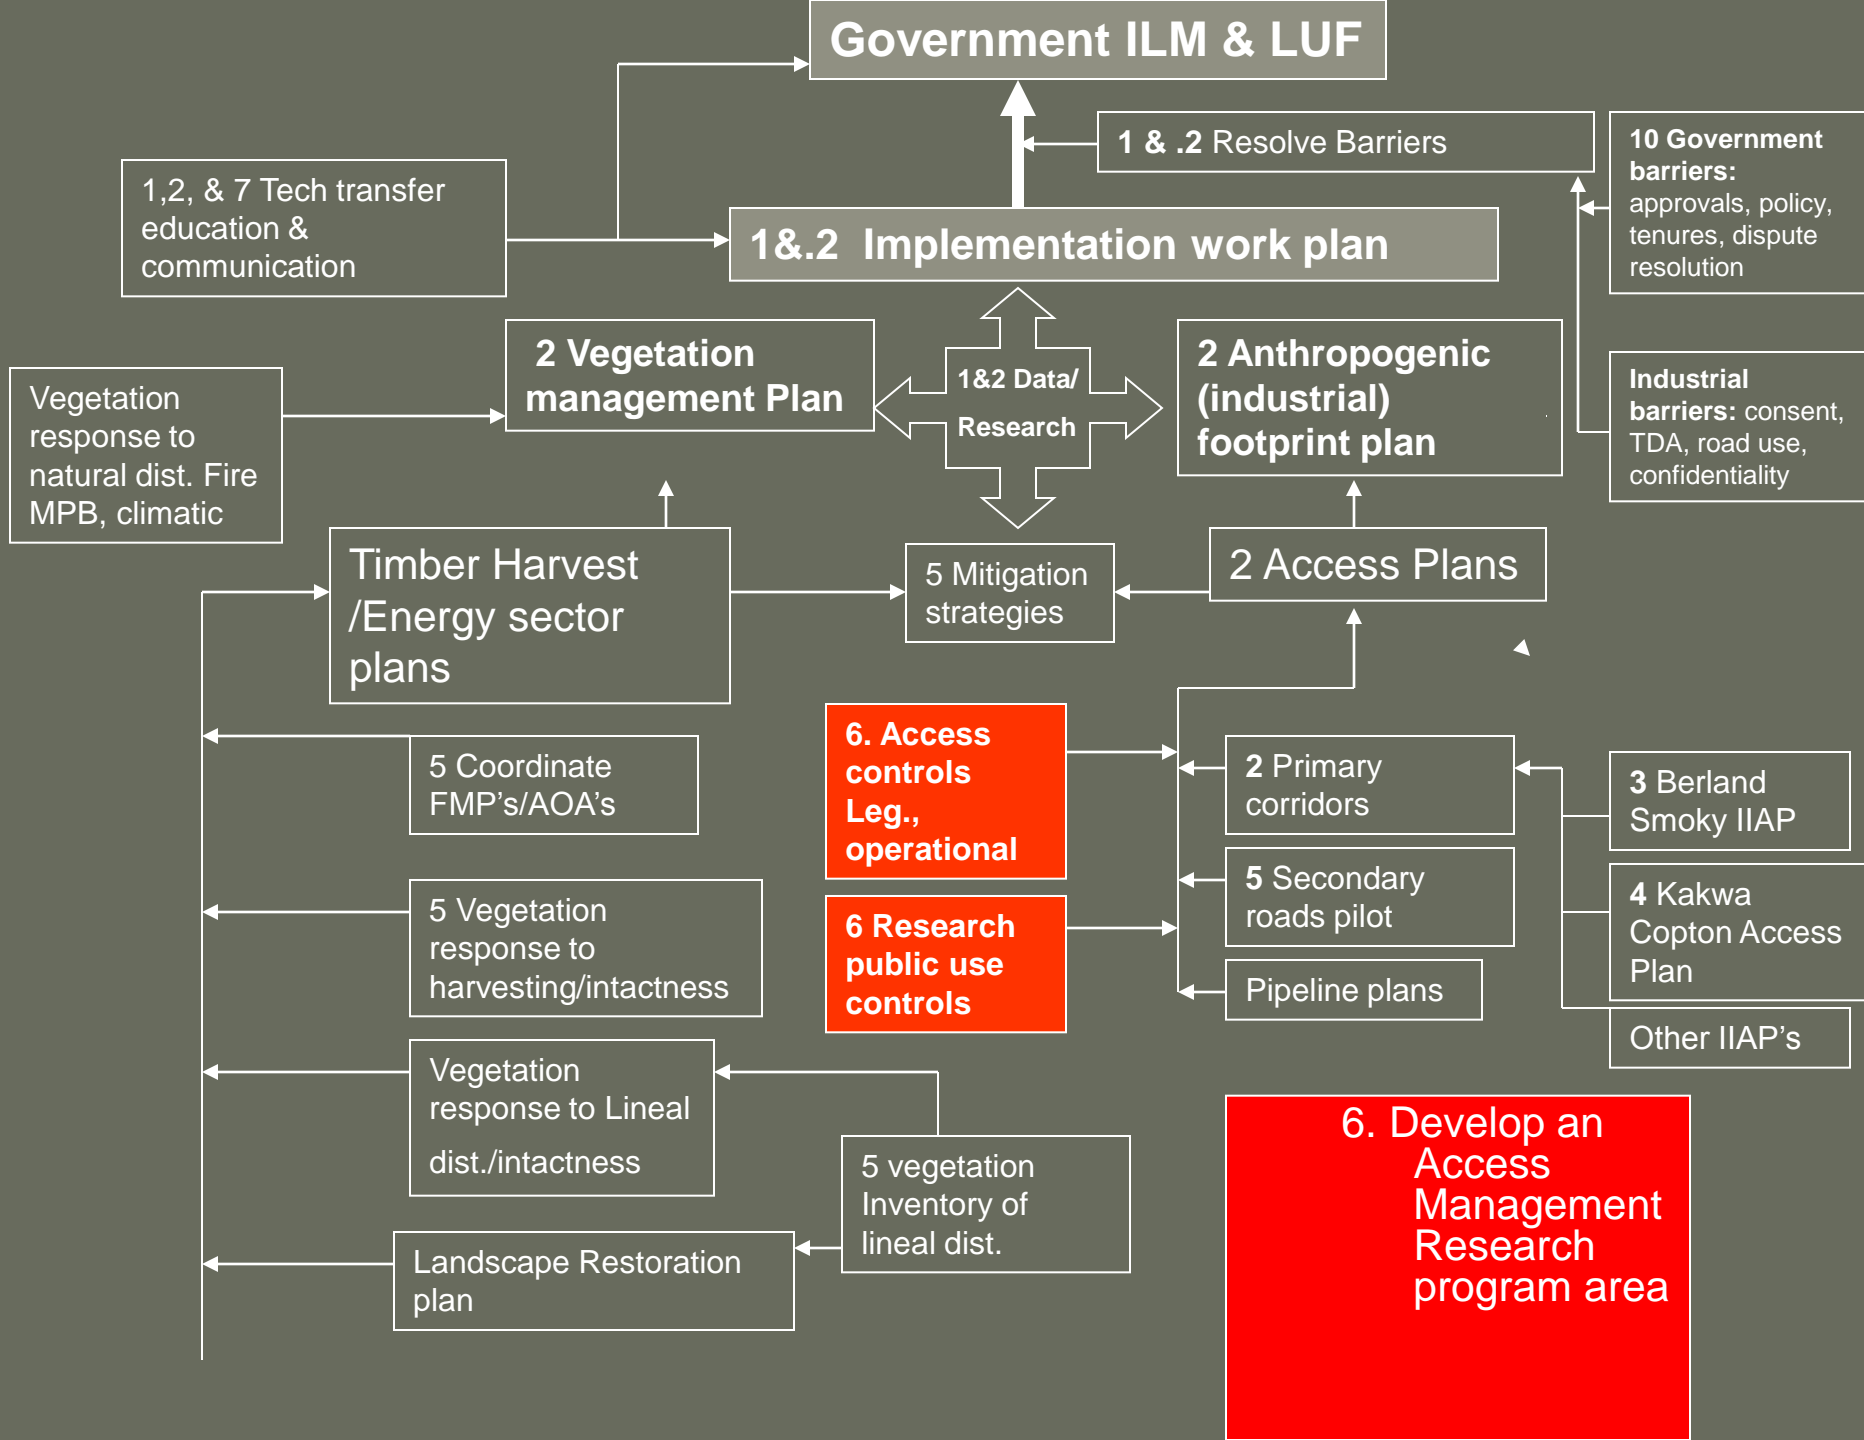 Government ILM & LUF
1 & .2 Resolve Barriers
10 Government
barriers:
approvals, policy,
tenures, dispute
resolution
1,2, & 7 Tech transfer
education &
communication
1&.2 Implementation work plan
2 Vegetation
management Plan
1&2 Data/
Research
2 Anthropogenic
(industrial)
footprint plan
Industrial
barriers: consent,
TDA, road use,
confidentiality
Vegetation
response to
natural dist. Fire
MPB, climatic
Timber Harvest
/Energy sector
plans
5 Mitigation
strategies
2 Access Plans
6. Access
controls
Leg.,
operational
5 Coordinate
FMP's/AOA's
2 Primary
corridors
3 Berland
Smoky IIAP
5 Secondary
roads pilot
4 Kakwa
Copton Access
Plan
5 Vegetation
response to
harvesting/intactness
6 Research
public use
controls
Pipeline plans
Other IIAP's
Vegetation
response to Lineal
dist./intactness
5 vegetation
Inventory of
lineal dist.
Landscape Restoration
plan
6. Develop an
Access
Management
Research
program area